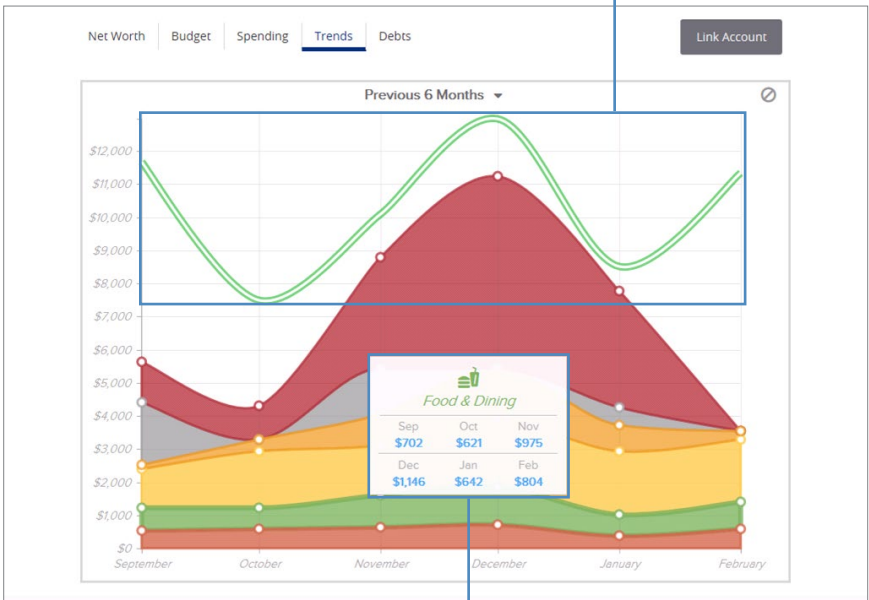 Net Worth Budget Spending Trends Debts Link Account
Previous 6 Months
$12,000
$11,000
$10,000
$9,000
$8,000
$7,000
$6,000
$5,000
$4,000
$3,000
$2,000
$1,000
$0
Food & Dining
Sep Oct Nov
$702 $621 $975
Dec Jan Feb
$1,146 $642 $804
September October November December January February